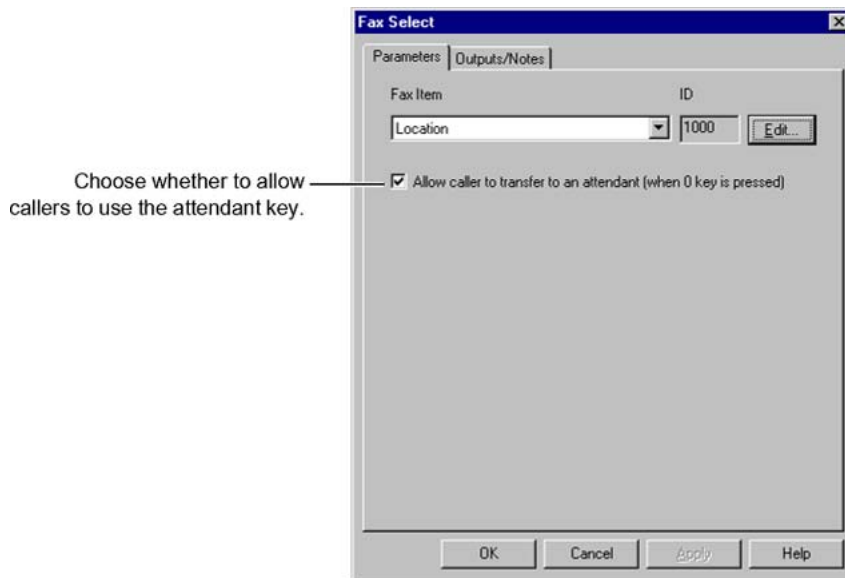 Fax Select
Parameters Outputs/Notes
Fax Item ID
Location 1000 Edit...
Choose whether to allow
callers to use the attendant key.
Allow caller to transfer to an attendant (when 0 key is pressed)
OK Cancel Apply Help